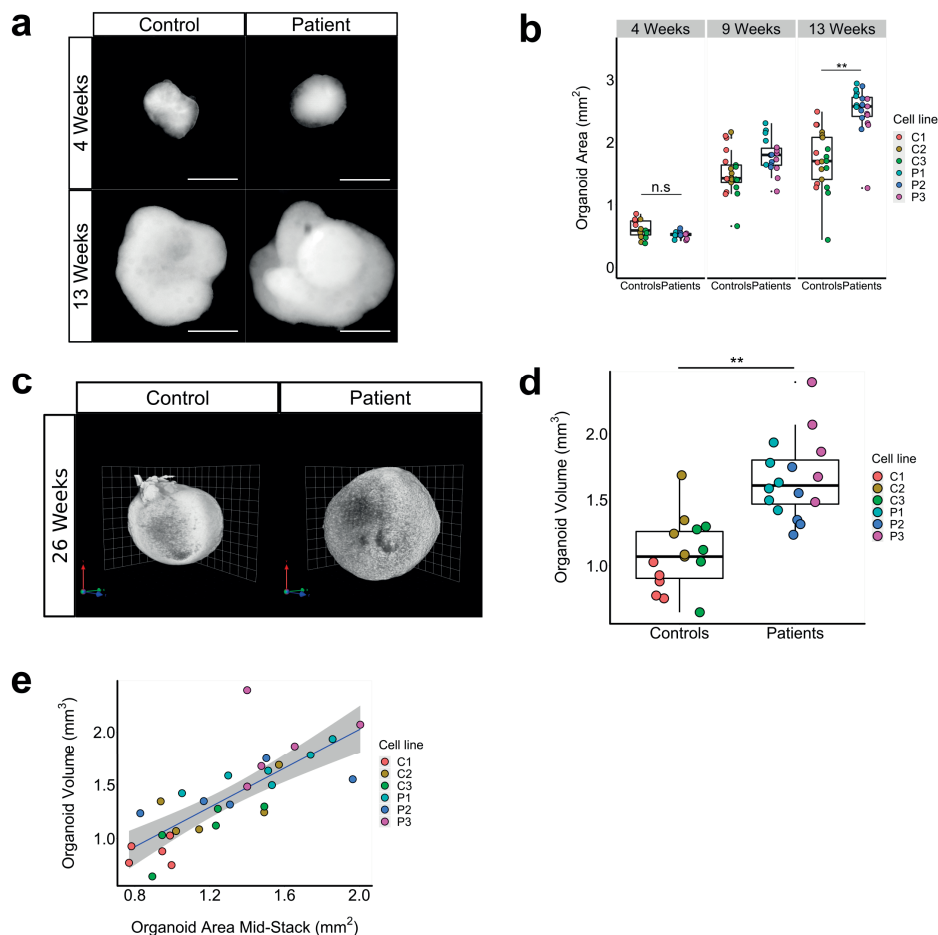 a
Control Patient
4 Weeks
13 Weeks
b
4 Weeks 9 Weeks 13 Weeks
Organoid Area (mm²)
3
2
1
0
n.s
**
ControlsPatients ControlsPatients ControlsPatients
Cell line
C1
C2
C3
P1
P2
P3
c
Control Patient
26 Weeks
d
**
Organoid Volume (mm³)
2.0
1.5
1.0
Controls Patients
Cell line
C1
C2
C3
P1
P2
P3
e
Organoid Volume (mm³)
2.0
1.5
1.0
0.8 1.2 1.6 2.0
Organoid Area Mid-Stack (mm²)
Cell line
C1
C2
C3
P1
P2
P3